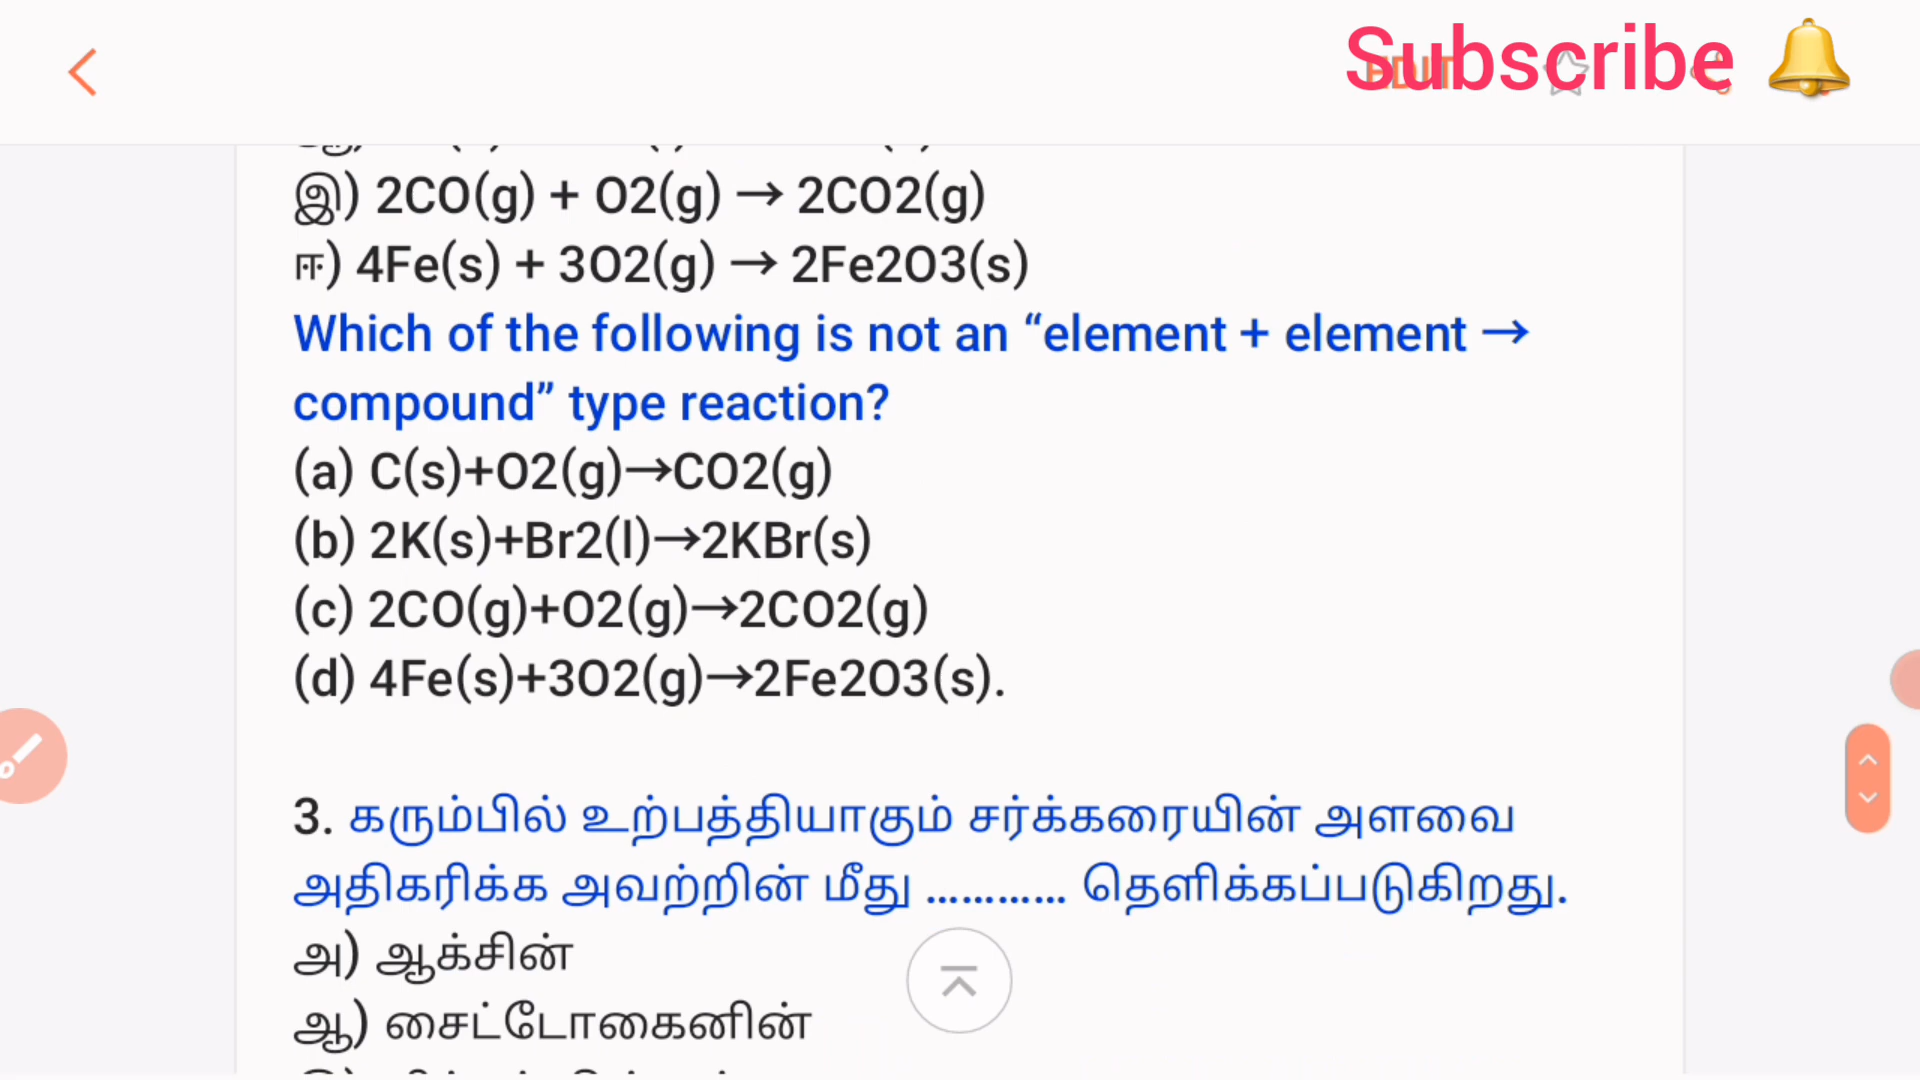 Subscribe
இ) 2CO(g) + O2(g) → 2CO2(g)
ஈ) 4Fe(s) + 3O2(g) → 2Fe2O3(s)
Which of the following is not an “element + element →
compound” type reaction?
(a) C(s)+O2(g)→CO2(g)
(b) 2K(s)+Br2(l)→2KBr(s)
(c) 2CO(g)+O2(g)→2CO2(g)
(d) 4Fe(s)+3O2(g)→2Fe2O3(s).
3. கரும்பில் உற்பத்தியாகும் சர்க்கரையின் அளவை
அதிகரிக்க அவற்றின் மீது ............ தெளிக்கப்படுகிறது.
அ) ஆக்சின்
ஆ) சைட்டோகைனின்